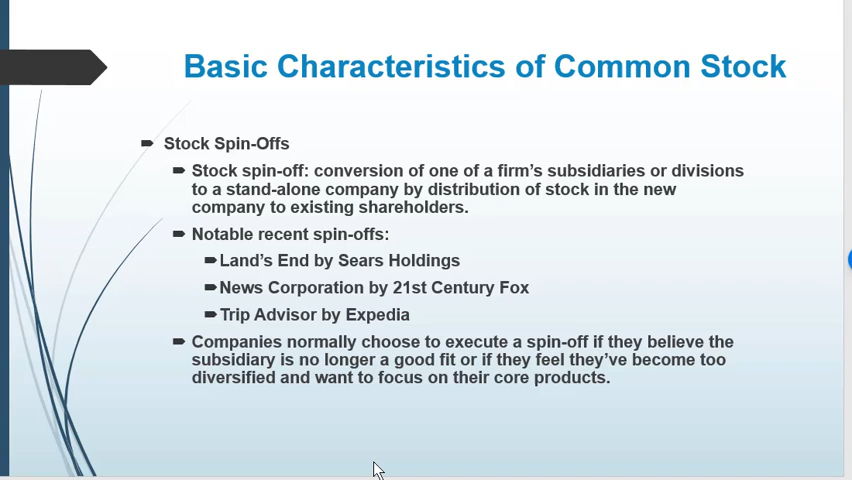 Basic Characteristics of Common Stock
Stock Spin-Offs
Stock spin-off: conversion of one of a firm's subsidiaries or divisions
to a stand-alone company by distribution of stock in the new
company to existing shareholders.
Notable recent spin-offs:
Land's End by Sears Holdings
News Corporation by 21st Century Fox
Trip Advisor by Expedia
Companies normally choose to execute a spin-off if they believe the
subsidiary is no longer a good fit or if they feel they've become too
diversified and want to focus on their core products.